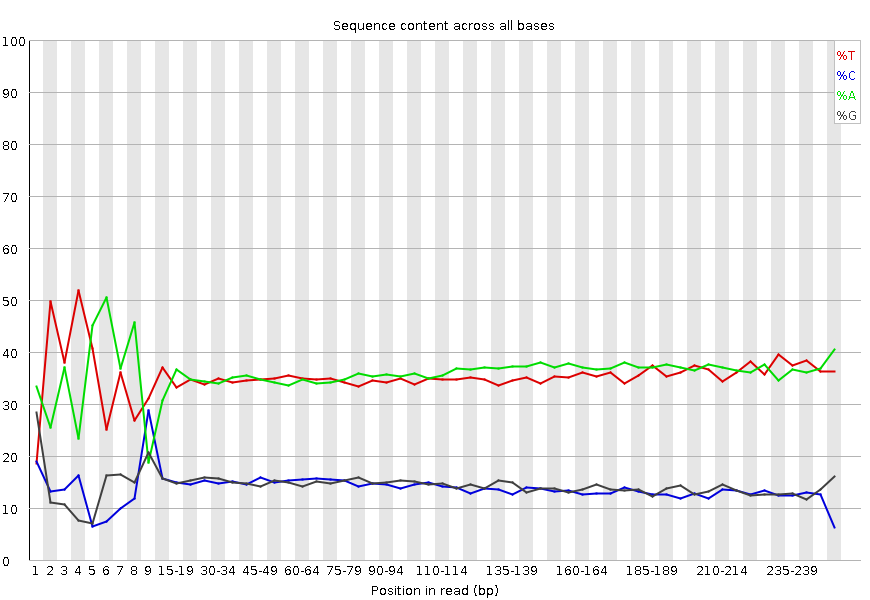 Sequence content across all bases
%T
%C
%A
%G
100
90
80
70
60
50
40
30
20
10
0
1 2 3 4 5 6 7 8 9 15-19 30-34 45-49 60-64 75-79 90-94 110-114 135-139 160-164 185-189 210-214 235-239
Position in read (bp)